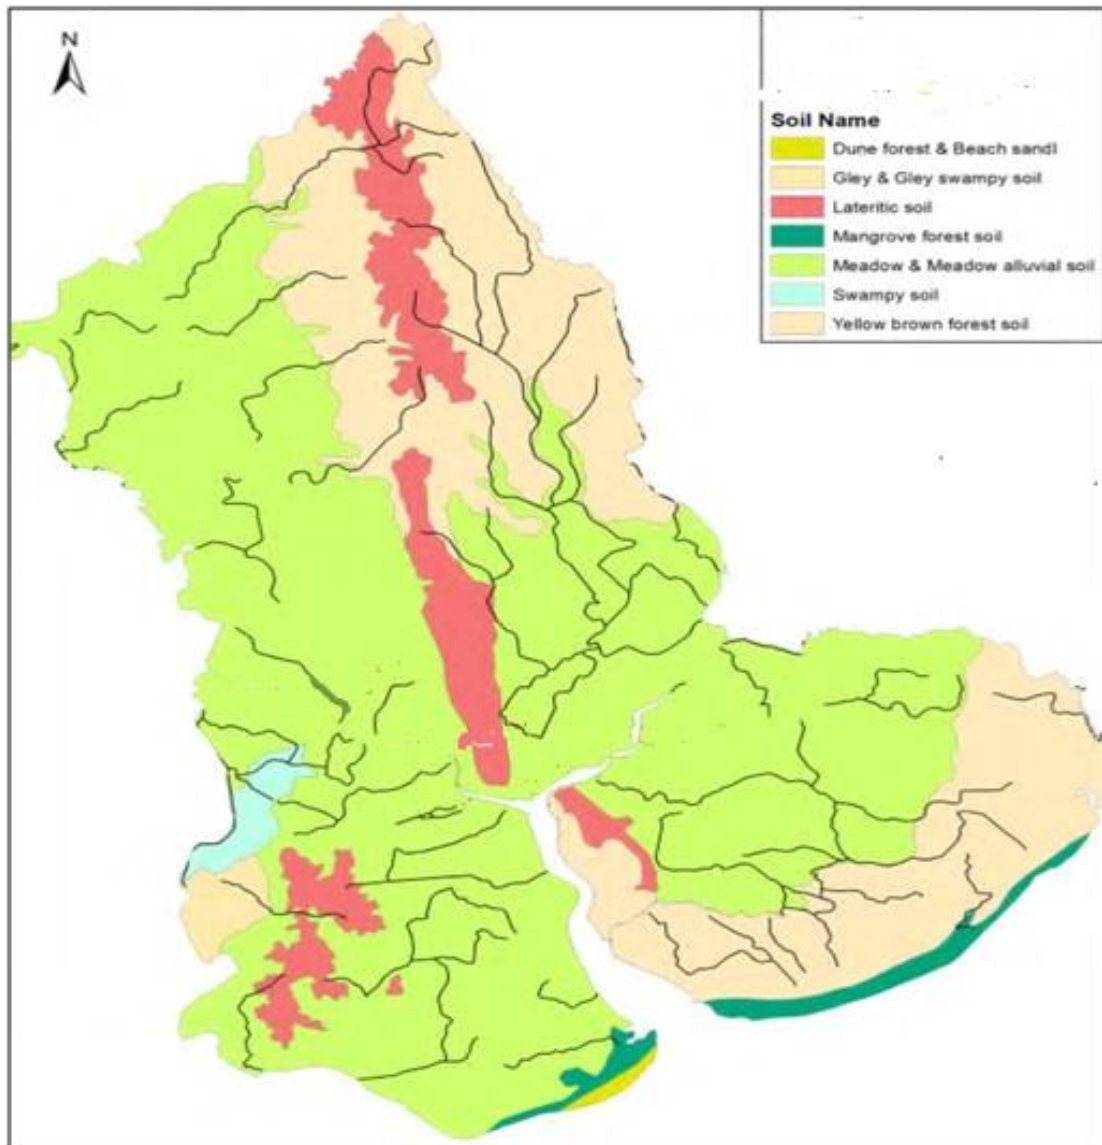 N
Soil Name
Dune forest & Beach sandl
Gley & Gley swampy soil
Lateritic soil
Mangrove forest soil
Meadow & Meadow alluvial soil
Swampy soil
Yellow brown forest soil